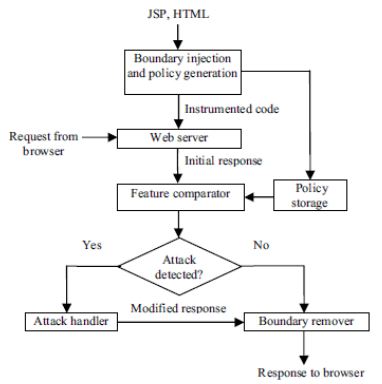 JSP, HTML
Boundary injection
and policy generation
Instrumented code
Request from
browser
Web server
Initial response
Feature comparator
Policy
storage
Yes
No
Attack
detected?
Modified response
Attack handler
Boundary remover
Response to browser